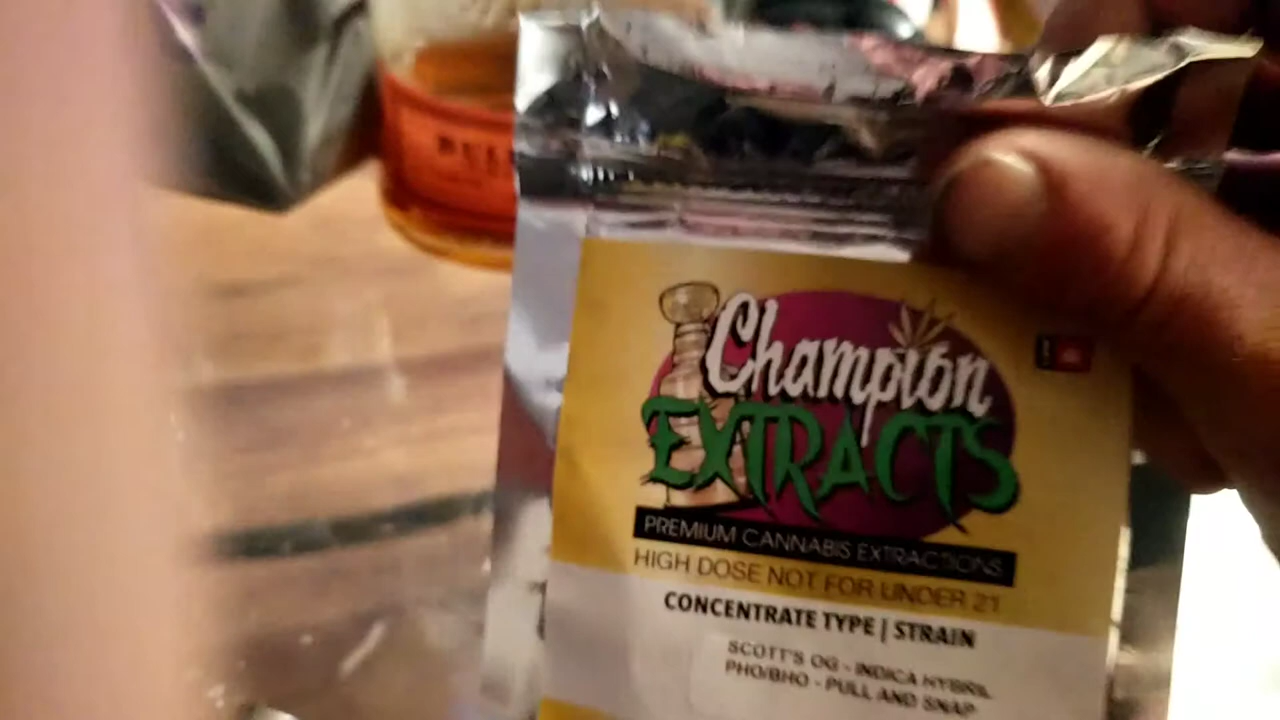 Champion
EXTRACTS
PREMIUM CANNABIS EXTRACTIONS
HIGH DOSE NOT FOR UNDER 21
CONCENTRATE TYPE | STRAIN
SCOTT'S OG - INDICA HYBRIL
PHO/BHO - PULL AND SNAP